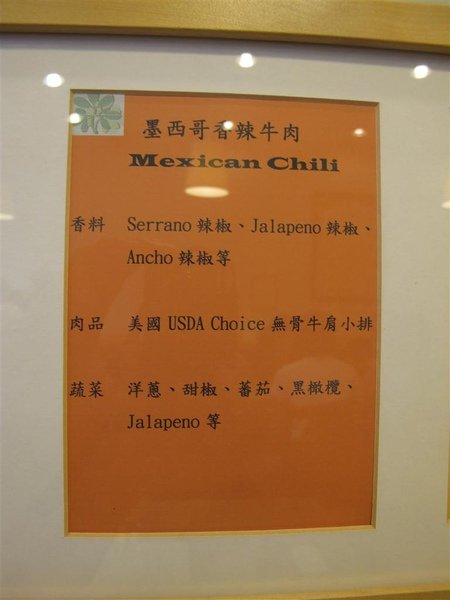 墨西哥香辣牛肉
Mexican Chili
香料 Serrano 辣椒、Jalapeno 辣椒、
Ancho 辣椒等
肉品 美國 USDA Choice 無骨牛肩小排
蔬菜 洋蔥、甜椒、蕃茄、黑橄欖、
Jalapeno 等